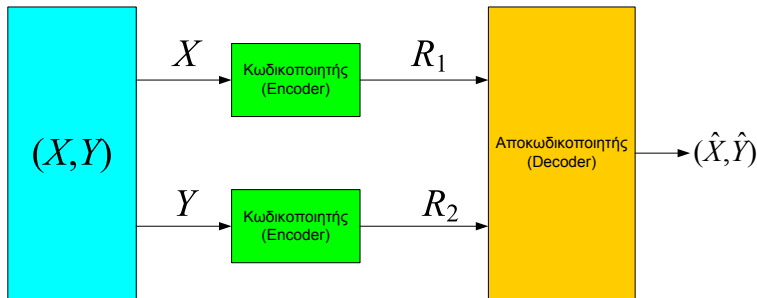 (X,Y)
X
Κωδικοποιητής
(Encoder)
R₁
Y
Κωδικοποιητής
(Encoder)
R₂
Αποκωδικοποιητής
(Decoder)
(X̂,Ŷ)